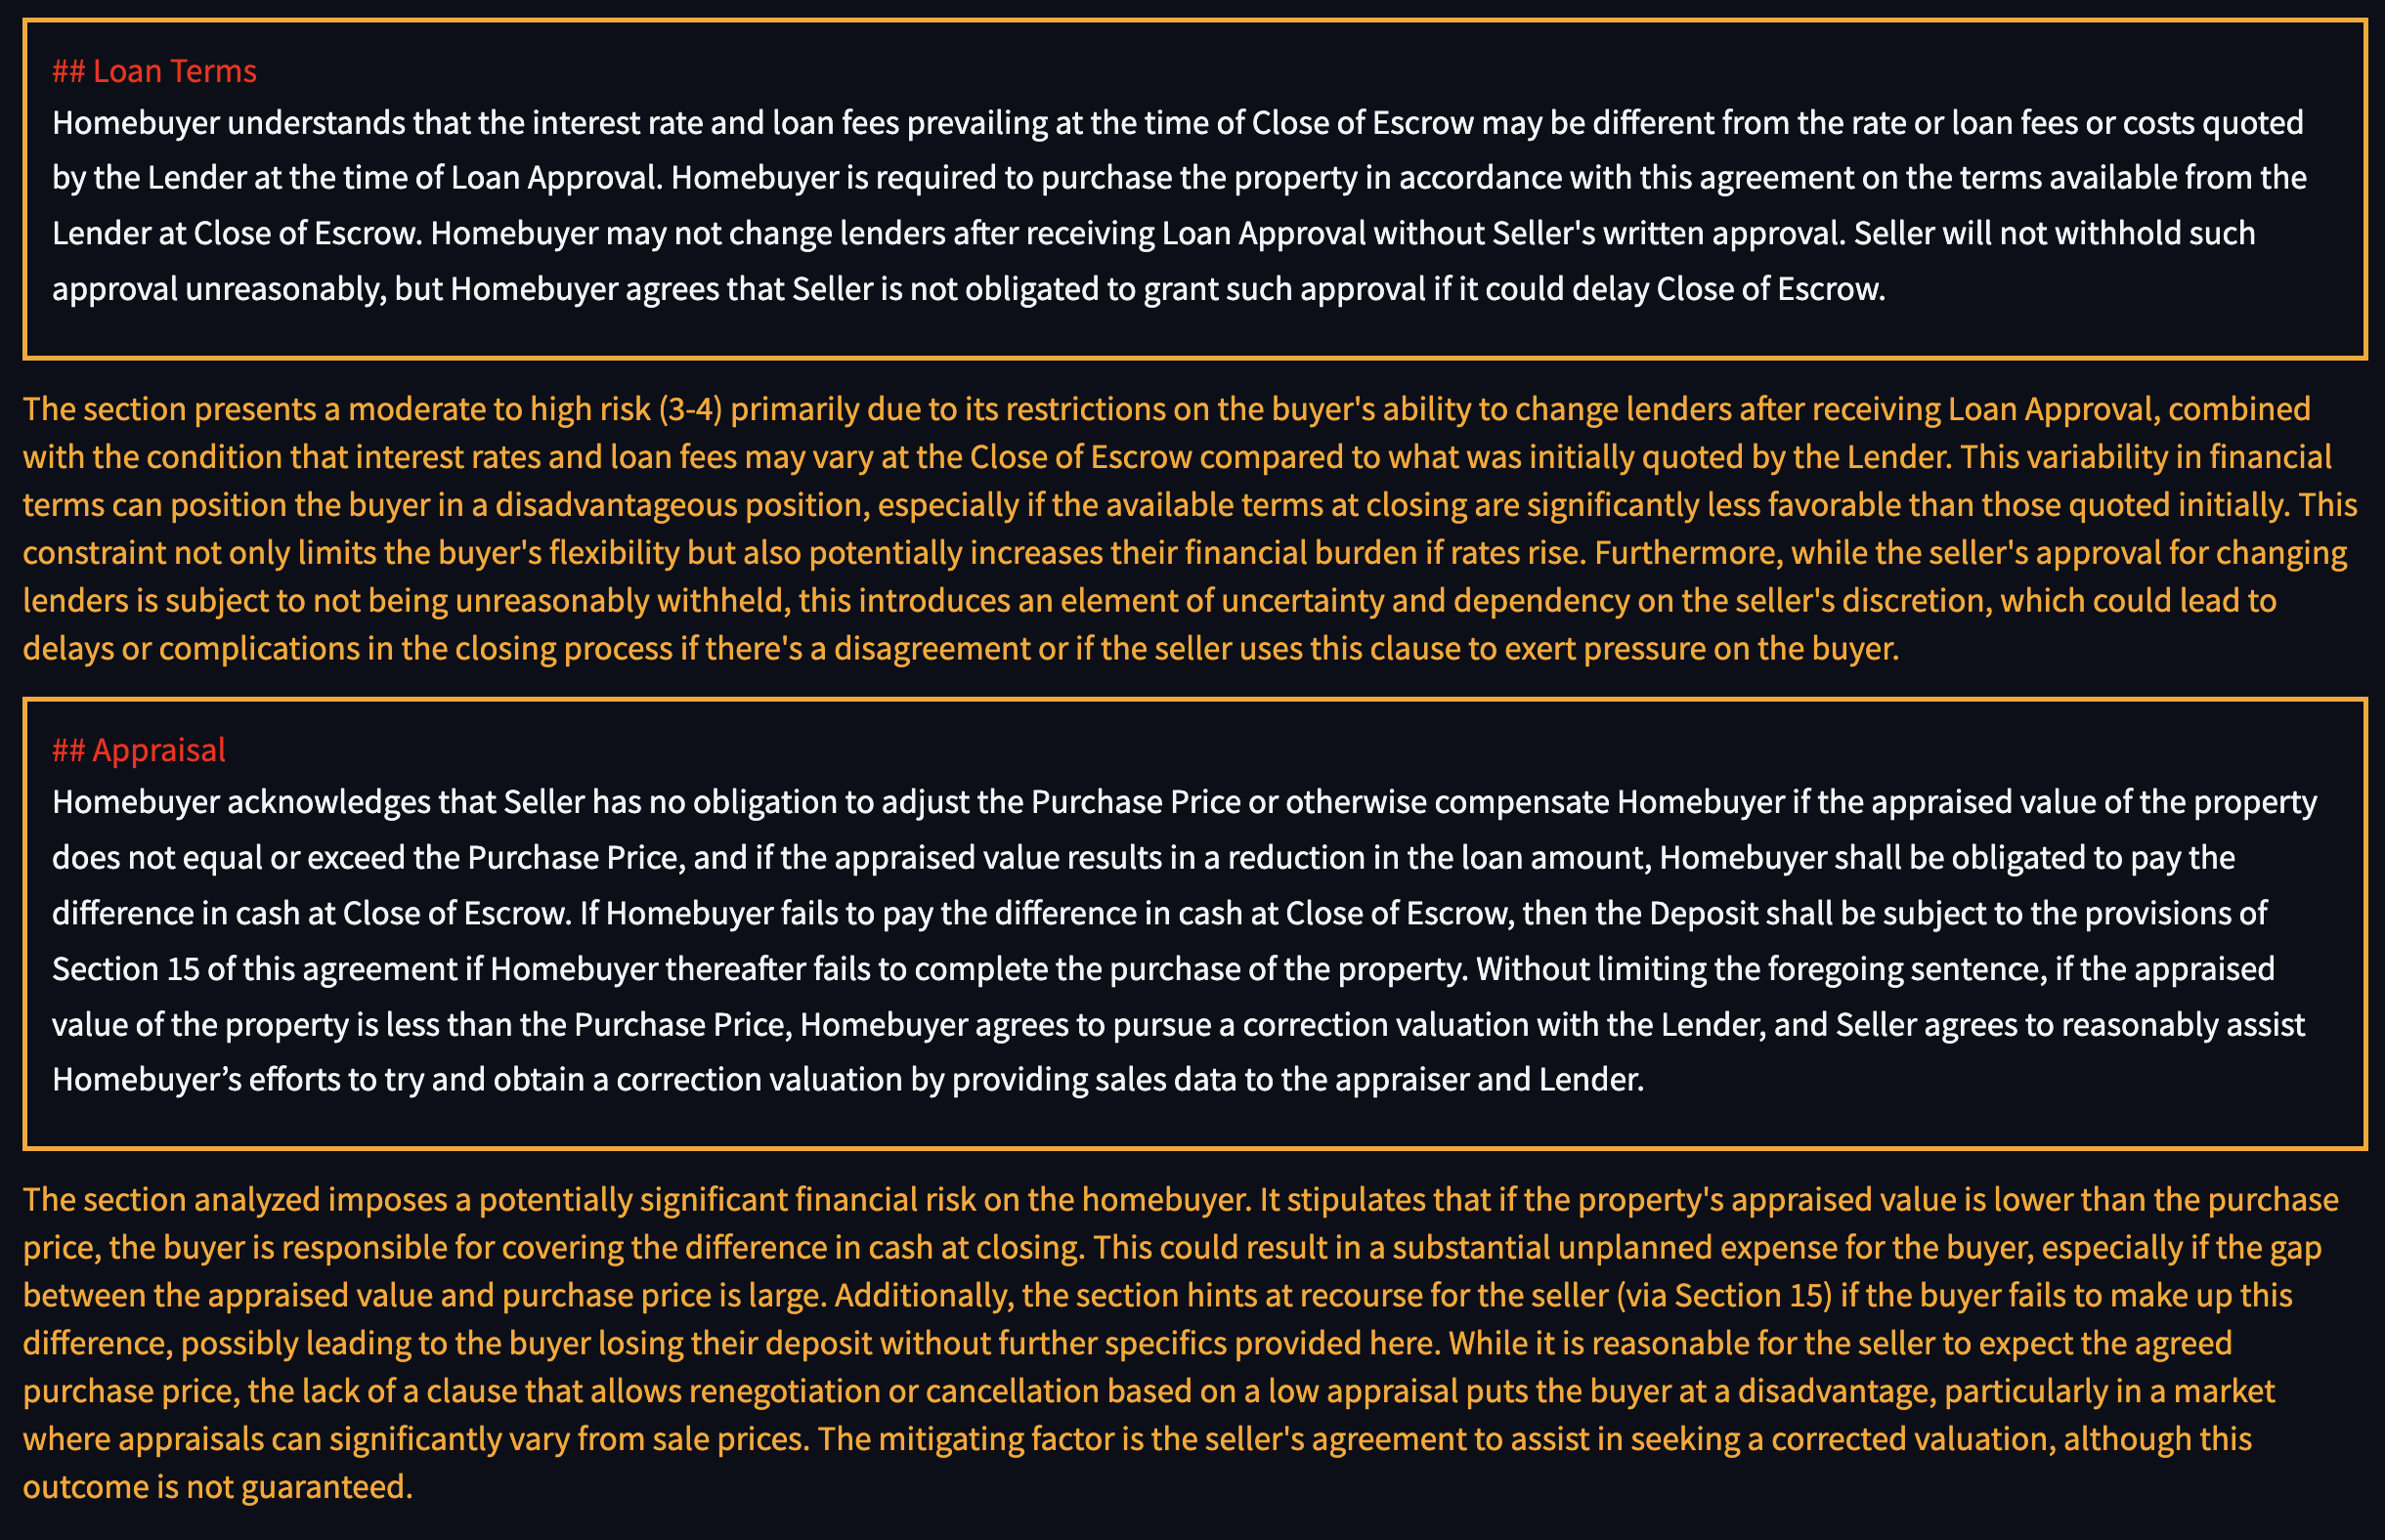 ## Loan Terms
Homebuyer understands that the interest rate and loan fees prevailing at the time of Close of Escrow may be different from the rate or loan fees or costs quoted
by the Lender at the time of Loan Approval. Homebuyer is required to purchase the property in accordance with this agreement on the terms available from the
Lender at Close of Escrow. Homebuyer may not change lenders after receiving Loan Approval without Seller's written approval. Seller will not withhold such
approval unreasonably, but Homebuyer agrees that Seller is not obligated to grant such approval if it could delay Close of Escrow.
The section presents a moderate to high risk (3-4) primarily due to its restrictions on the buyer's ability to change lenders after receiving Loan Approval, combined
with the condition that interest rates and loan fees may vary at the Close of Escrow compared to what was initially quoted by the Lender. This variability in financial
terms can position the buyer in a disadvantageous position, especially if the available terms at closing are significantly less favorable than those quoted initially. This
constraint not only limits the buyer's flexibility but also potentially increases their financial burden if rates rise. Furthermore, while the seller's approval for changing
lenders is subject to not being unreasonably withheld, this introduces an element of uncertainty and dependency on the seller's discretion, which could lead to
delays or complications in the closing process if there's a disagreement or if the seller uses this clause to exert pressure on the buyer.
## Appraisal
Homebuyer acknowledges that Seller has no obligation to adjust the Purchase Price or otherwise compensate Homebuyer if the appraised value of the property
does not equal or exceed the Purchase Price, and if the appraised value results in a reduction in the loan amount, Homebuyer shall be obligated to pay the
difference in cash at Close of Escrow. If Homebuyer fails to pay the difference in cash at Close of Escrow, then the Deposit shall be subject to the provisions of
Section 15 of this agreement if Homebuyer thereafter fails to complete the purchase of the property. Without limiting the foregoing sentence, if the appraised
value of the property is less than the Purchase Price, Homebuyer agrees to pursue a correction valuation with the Lender, and Seller agrees to reasonably assist
Homebuyer’s efforts to try and obtain a correction valuation by providing sales data to the appraiser and Lender.
The section analyzed imposes a potentially significant financial risk on the homebuyer. It stipulates that if the property's appraised value is lower than the purchase
price, the buyer is responsible for covering the difference in cash at closing. This could result in a substantial unplanned expense for the buyer, especially if the gap
between the appraised value and purchase price is large. Additionally, the section hints at recourse for the seller (via Section 15) if the buyer fails to make up this
difference, possibly leading to the buyer losing their deposit without further specifics provided here. While it is reasonable for the seller to expect the agreed
purchase price, the lack of a clause that allows renegotiation or cancellation based on a low appraisal puts the buyer at a disadvantage, particularly in a market
where appraisals can significantly vary from sale prices. The mitigating factor is the seller's agreement to assist in seeking a corrected valuation, although this
outcome is not guaranteed.